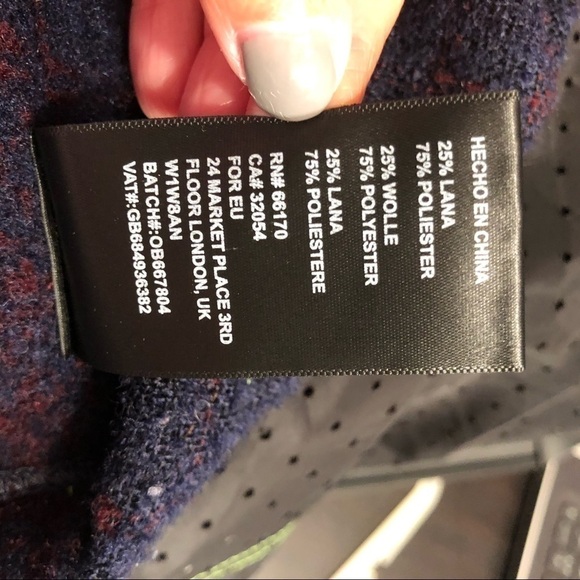 HECHO EN CHINA
25% LANA
75% POLIESTER
25% WOLLE
75% POLYESTER
25% LANA
75% POLIESTERE
RN# 66170
CA# 32054
FOR EU
24 MARKET PLACE 3RD
FLOOR LONDON, UK
W1W8AN
BATCH#:OB667804
VAT#:GB684936382